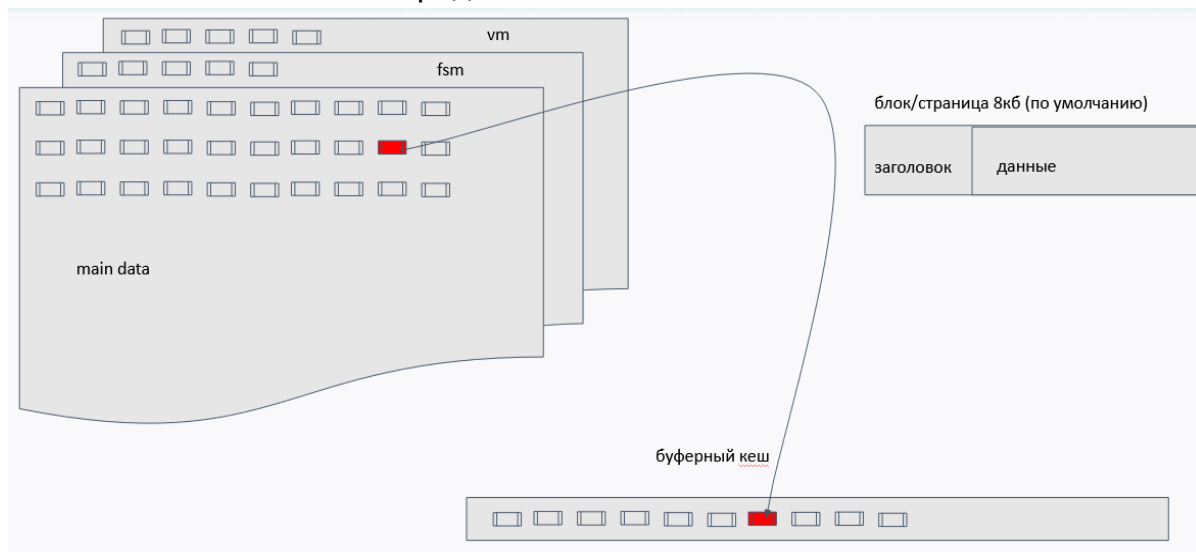 vm
fsm
блок/страница 8кб (по умолчанию)
заголовок
данные
main data
буферный кеш